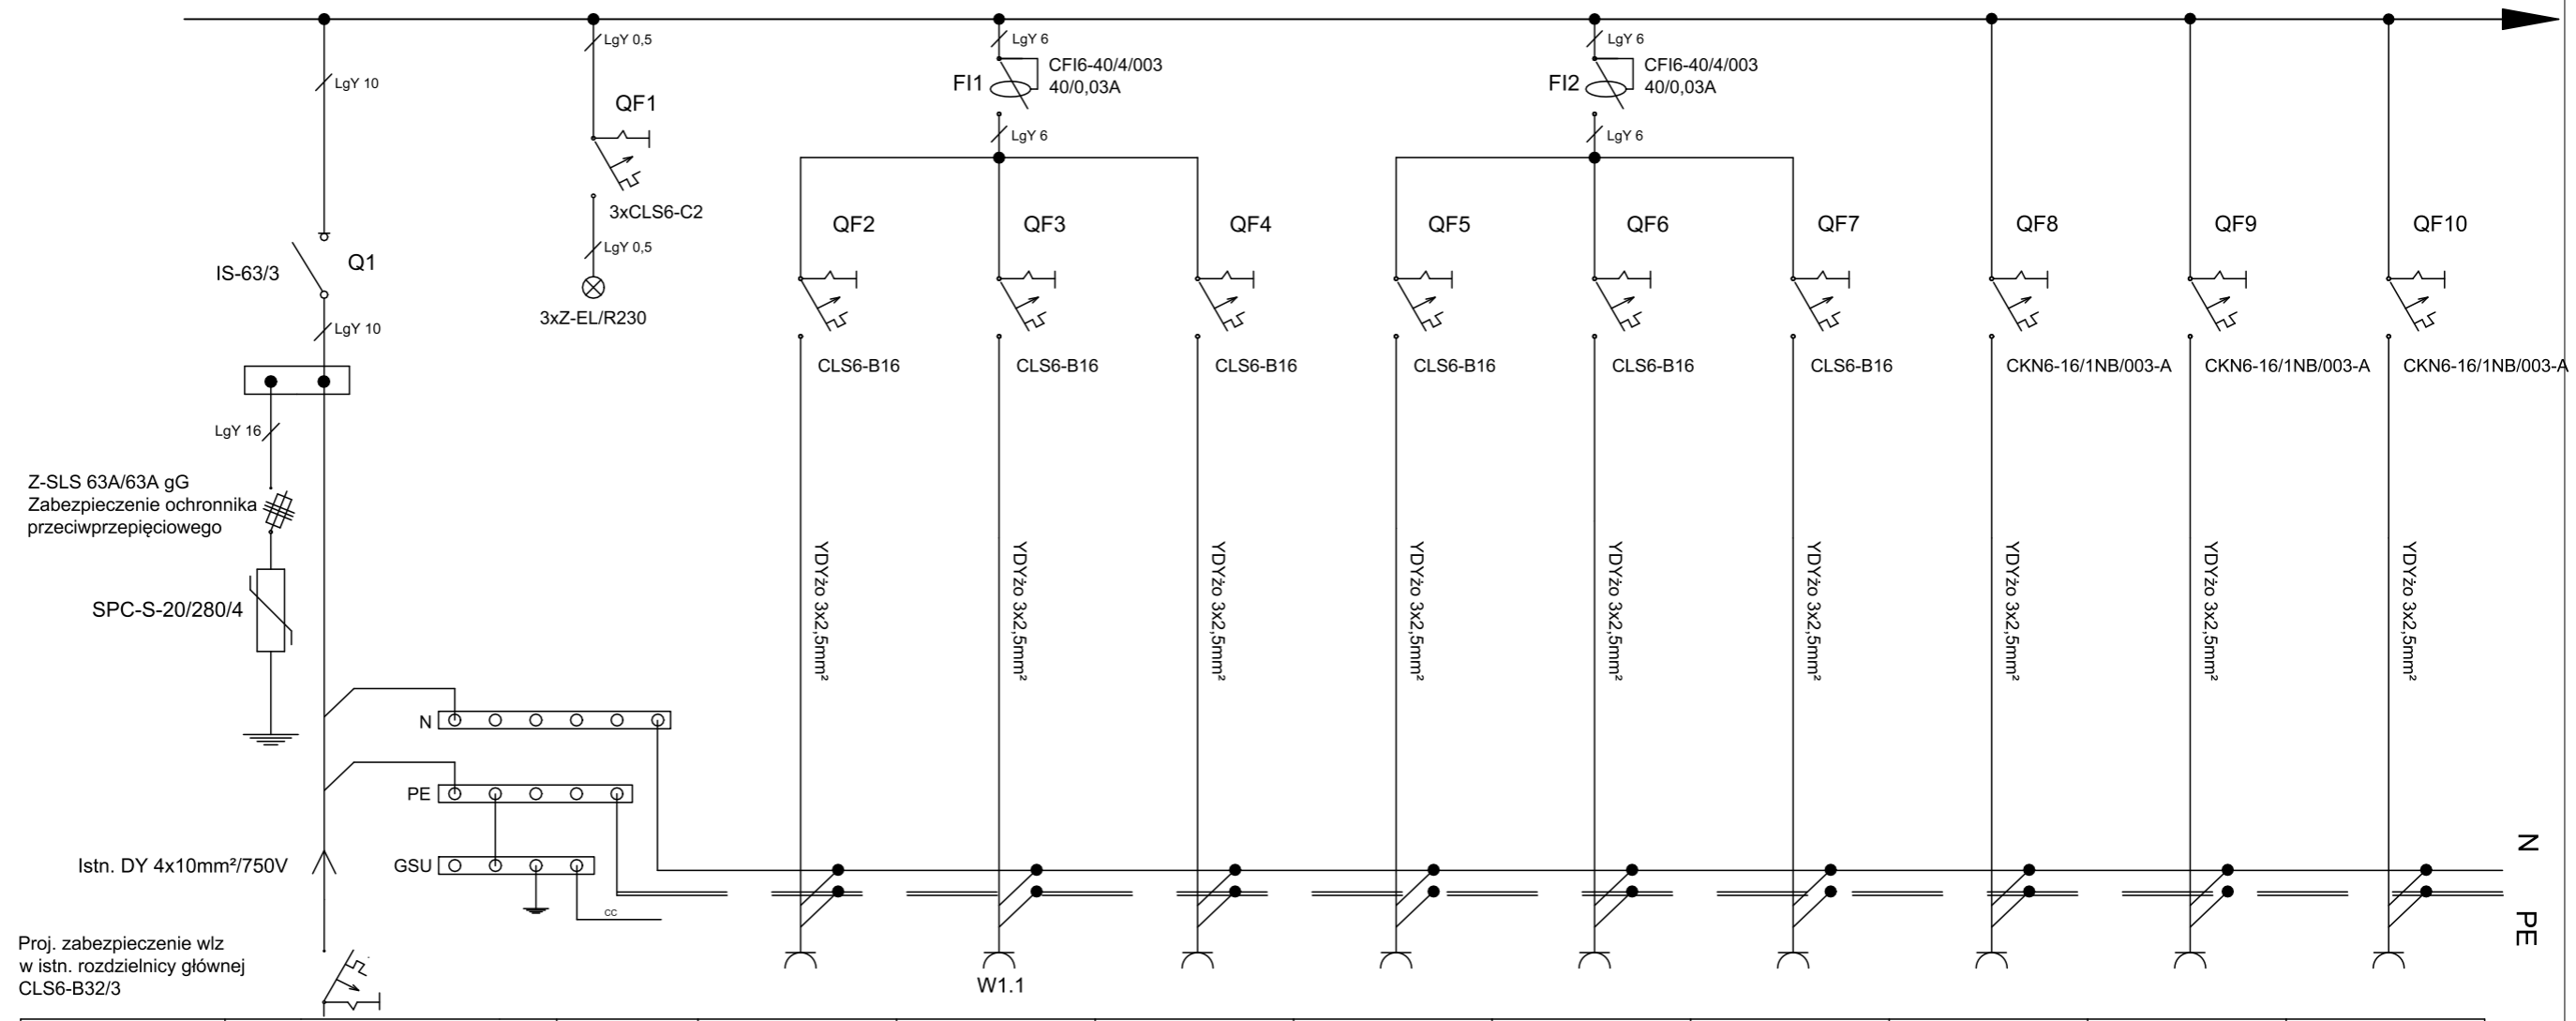 LgY 10
IS-63/3
Q1
LgY 10
LgY 16
Z-SLS 63A/63A gG
Zabezpieczenie ochronnika
przeciwprzepięciowego
SPC-S-20/280/4
Istn. DY 4x10mm²/750V
Proj. zabezpieczenie wlz
w istn. rozdzielnicy głównej
CLS6-B32/3
N
PE
GSU
cc
LgY 0,5
QF1
3xCLS6-C2
LgY 0,5
3xZ-EL/R230
LgY 6
FI1
CFI6-40/4/003
40/0,03A
LgY 6
QF2
CLS6-B16
YDYżo 3x2,5mm²
QF3
CLS6-B16
YDYżo 3x2,5mm²
W1.1
QF4
CLS6-B16
YDYżo 3x2,5mm²
LgY 6
FI2
CFI6-40/4/003
40/0,03A
LgY 6
QF5
CLS6-B16
YDYżo 3x2,5mm²
QF6
CLS6-B16
YDYżo 3x2,5mm²
QF7
CLS6-B16
YDYżo 3x2,5mm²
QF8
CKN6-16/1NB/003-A
YDYżo 3x2,5mm²
QF9
CKN6-16/1NB/003-A
YDYżo 3x2,5mm²
QF10
CKN6-16/1NB/003-A
YDYżo 3x2,5mm²
N
PE